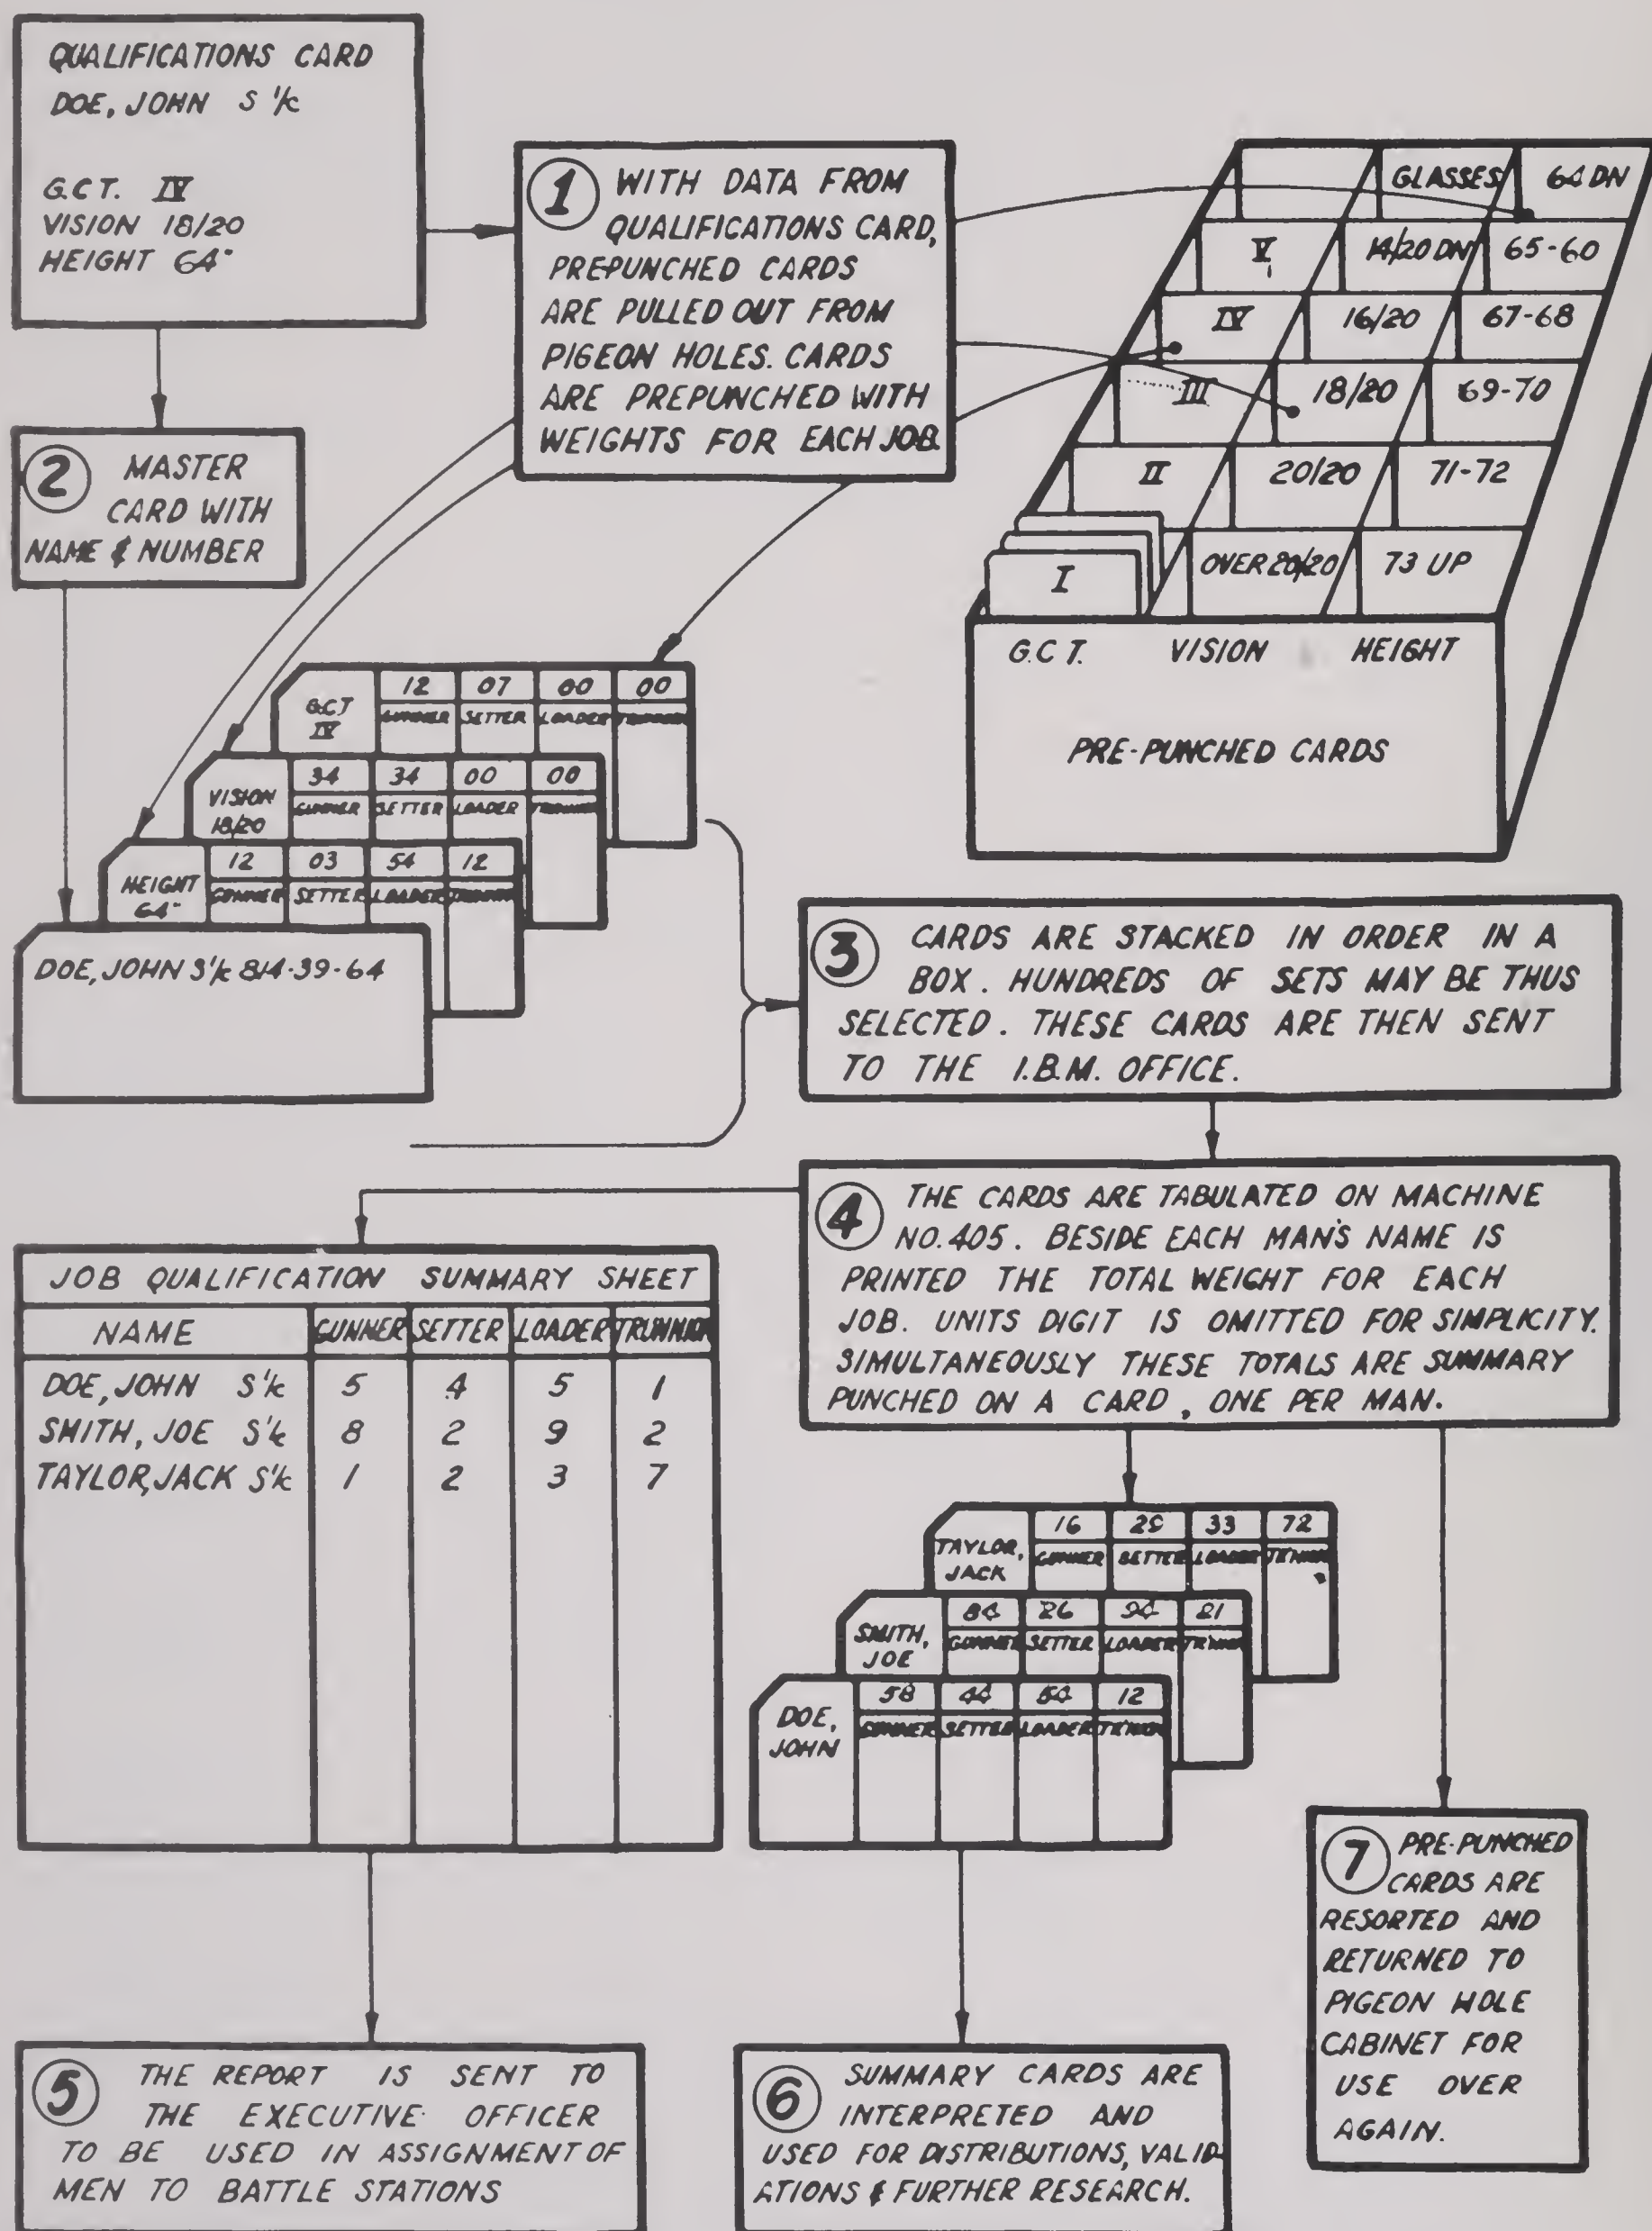 QUALIFICATIONS CARD
DOE, JOHN S 1/c
G.C.T. IV
VISION 18/20
HEIGHT 64"
1 WITH DATA FROM
QUALIFICATIONS CARD,
PREPUNCHED CARDS
ARE PULLED OUT FROM
PIGEON HOLES. CARDS
ARE PREPUNCHED WITH
WEIGHTS FOR EACH JOB.
GLASSES 64 DN
V 14/20 DN 65-60
IV 16/20 67-68
III 18/20 69-70
II 20/20 71-72
I OVER 20/20 73 UP
G.C.T. VISION HEIGHT
PRE-PUNCHED CARDS
2 MASTER
CARD WITH
NAME & NUMBER
12 07 00 00
G.C.T IV
GUNNER SETTER LOADER
34 34 00 00
VISION 18/20
GUNNER SETTER LOADER
12 03 54 12
HEIGHT 64"
GUNNER SETTER LOADER
DOE, JOHN S 1/c 814-39-64
3 CARDS ARE STACKED IN ORDER IN A
BOX. HUNDREDS OF SETS MAY BE THUS
SELECTED. THESE CARDS ARE THEN SENT
TO THE I.B.M. OFFICE.
4 THE CARDS ARE TABULATED ON MACHINE
NO. 405. BESIDE EACH MAN'S NAME IS
PRINTED THE TOTAL WEIGHT FOR EACH
JOB. UNITS DIGIT IS OMITTED FOR SIMPLICITY.
SIMULTANEOUSLY THESE TOTALS ARE SUMMARY
PUNCHED ON A CARD, ONE PER MAN.
JOB QUALIFICATION SUMMARY SHEET
NAME GUNNER SETTER LOADER
DOE, JOHN S 1/c 5 4 5 1
SMITH, JOE S 1/c 8 2 9 2
TAYLOR, JACK S 1/c 1 2 3 7
16 33 72
TAYLOR, JACK
GUNNER SETTER LOADER
26 21
SMITH, JOE
GUNNER SETTER LOADER
58 44 54 12
DOE, JOHN
GUNNER SETTER LOADER
5 THE REPORT IS SENT TO
THE EXECUTIVE OFFICER
TO BE USED IN ASSIGNMENT OF
MEN TO BATTLE STATIONS
6 SUMMARY CARDS ARE
INTERPRETED AND
USED FOR DISTRIBUTIONS, VALID-
ATIONS & FURTHER RESEARCH.
7 PRE-PUNCHED
CARDS ARE
RESORTED AND
RETURNED TO
PIGEON HOLE
CABINET FOR
USE OVER
AGAIN.